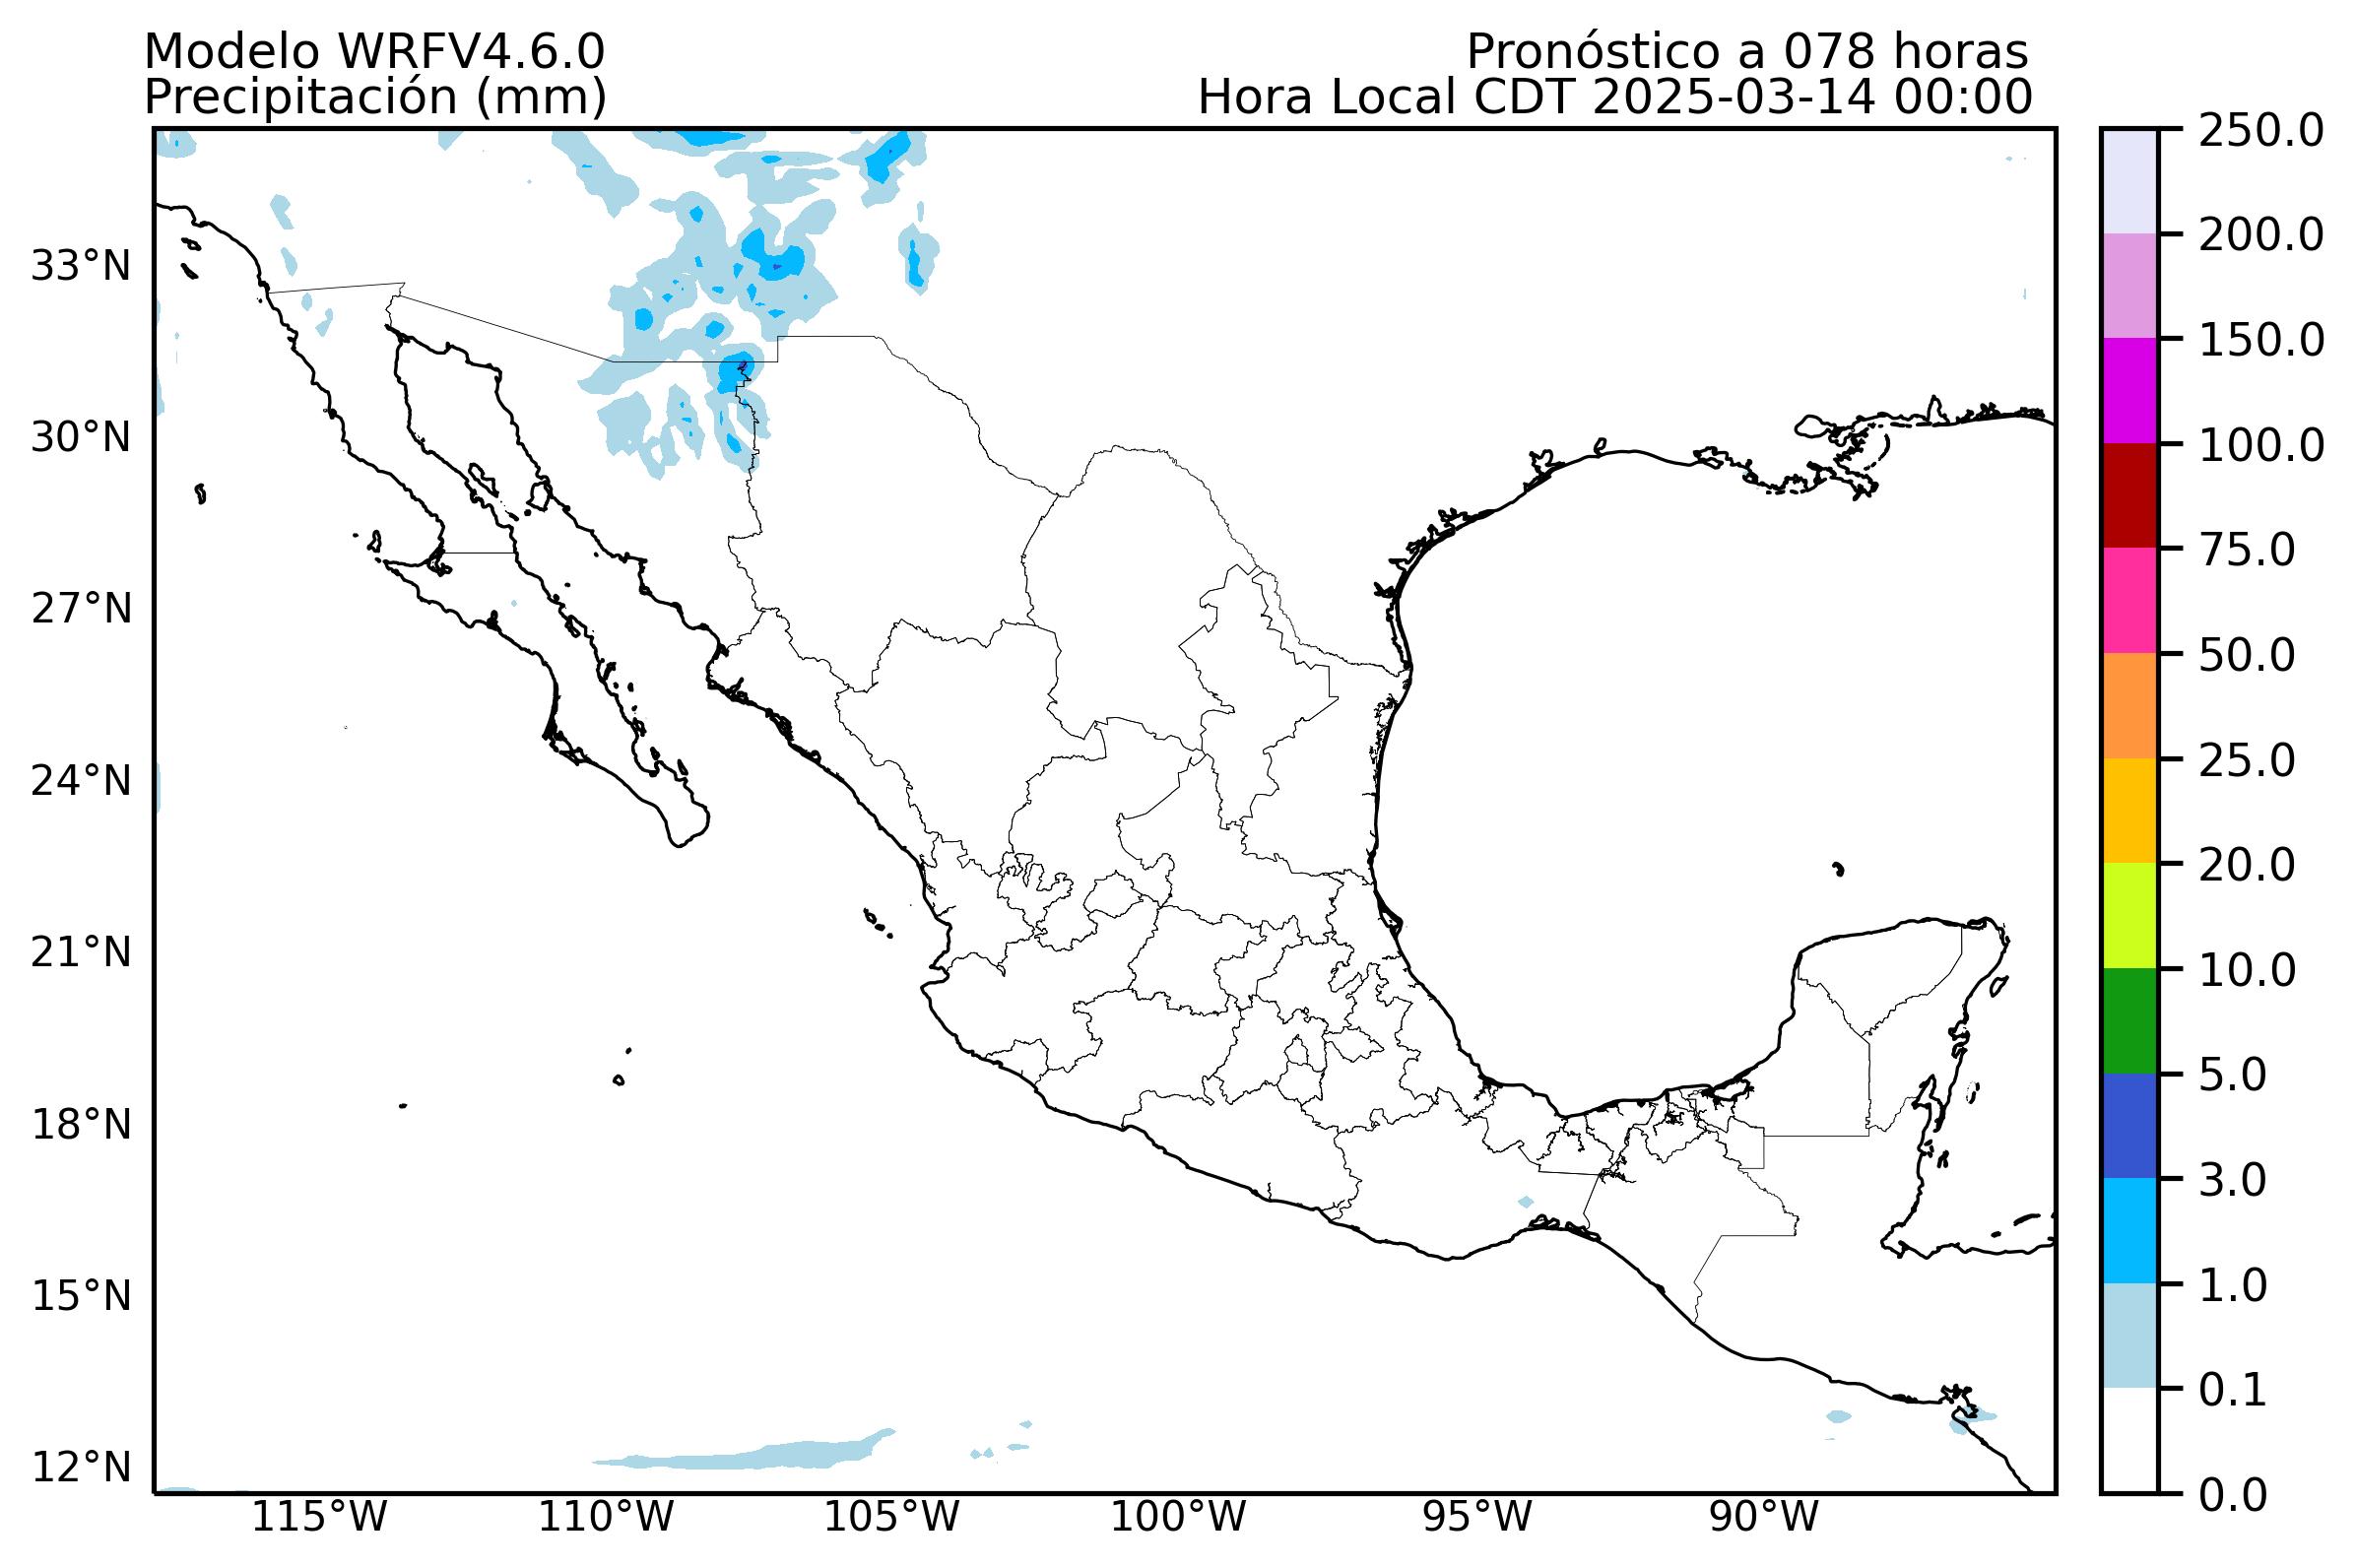 Modelo WRFV4.6.0
Pronóstico a 078 horas
Precipitación (mm)
Hora Local CDT 2025-03-14 00:00
33°N
30°N
27°N
24°N
21°N
18°N
15°N
12°N
115°W
110°W
105°W
100°W
95°W
90°W
250.0
200.0
150.0
100.0
75.0
50.0
25.0
20.0
10.0
5.0
3.0
1.0
0.1
0.0